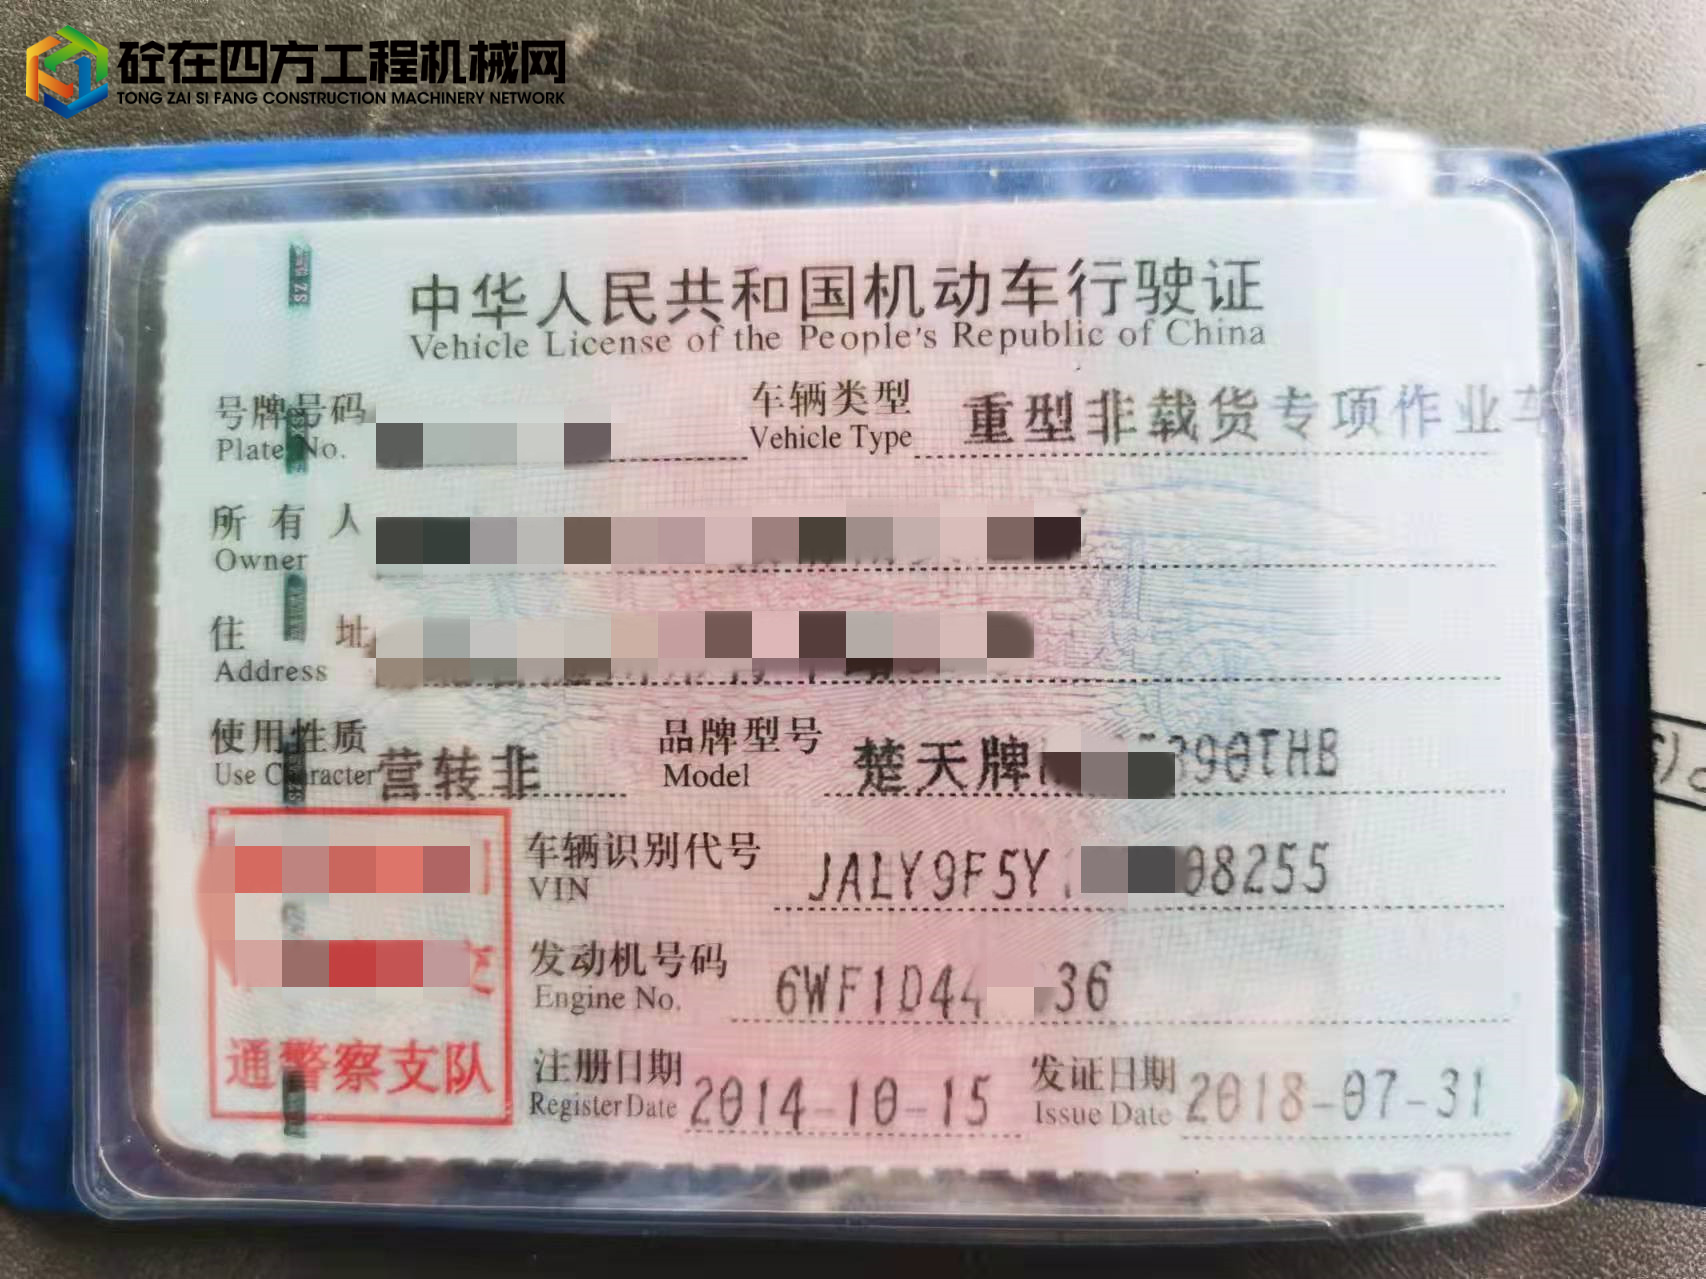 砼在四方工程机械网
TONG ZAI SI FANG CONSTRUCTION MACHINERY NETWORK
中华人民共和国机动车行驶证
Vehicle License of the People's Republic of China
号牌号码 车辆类型 重型非载货专项作业车
Plate No. Vehicle Type
所有人
Owner
住址
Address
使用性质 营转非 品牌型号 楚天牌 390THB
Use Character Model
车辆识别代号 JALY9F5Y 08255
VIN
发动机号码 6WF1D44 36
Engine No.
注册日期 2014-10-15 发证日期 2018-07-31
Register Date Issue Date
通警察支队